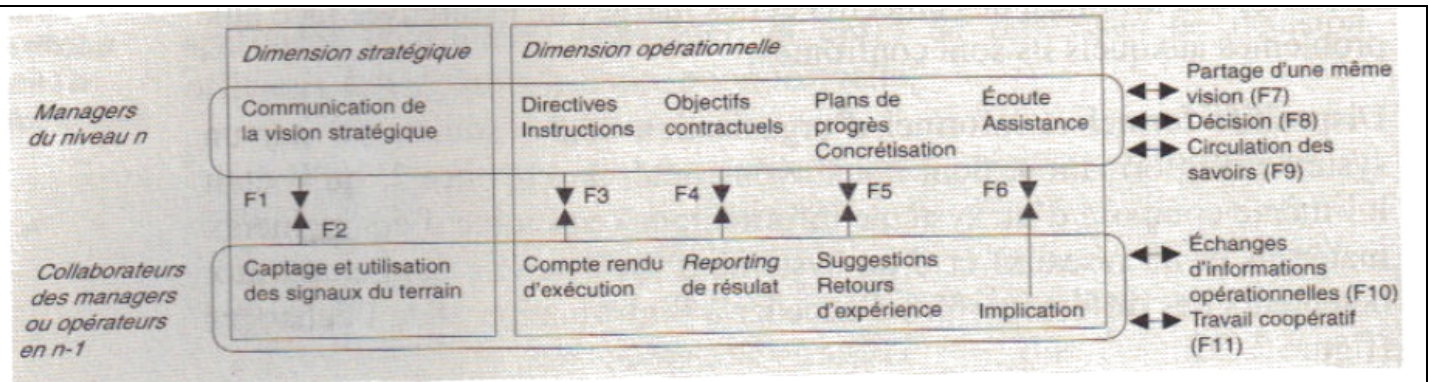 Dimension stratégique
Dimension opérationnelle
Managers
du niveau n
Communication de
la vision stratégique
Directives
Instructions
Objectifs
contractuels
Plans de
progrès
Concrétisation
Écoute
Assistance
Partage d'une même
vision (F7)
Décision (F8)
Circulation des
savoirs (F9)
F1
F2
F3
F4
F5
F6
Collaborateurs
des managers
ou opérateurs
en n-1
Captage et utilisation
des signaux du terrain
Compte rendu
d'exécution
Reporting
de résulat
Suggestions
Retours
d'expérience
Implication
Échanges
d'informations
opérationnelles (F10)
Travail coopératif
(F11)